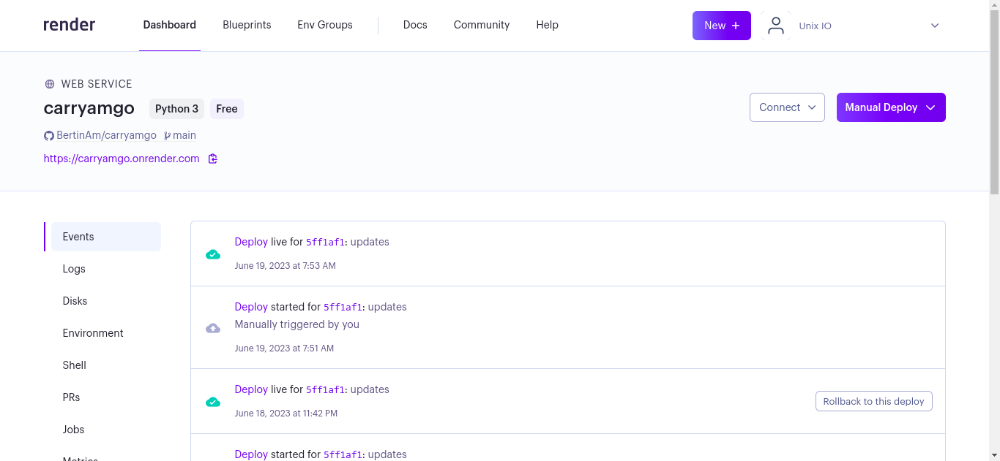 render
Dashboard
Blueprints
Env Groups
Docs
Community
Help
New +
Unix IO
WEB SERVICE
carryamgo
Python 3
Free
Connect
Manual Deploy
BertinAm/carryamgo
main
https://carryamgo.onrender.com
Events
Logs
Disks
Environment
Shell
PRs
Jobs
Metrics
Deploy live for 5ff1af1: updates
June 19, 2023 at 7:53 AM
Deploy started for 5ff1af1: updates
Manually triggered by you
June 19, 2023 at 7:51 AM
Deploy live for 5ff1af1: updates
June 18, 2023 at 11:42 PM
Rollback to this deploy
Deploy started for 5ff1af1: updates